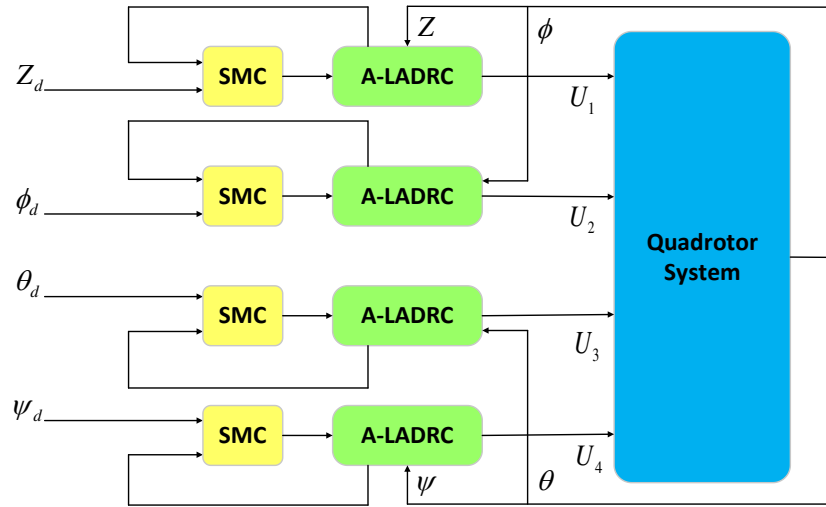 Z ϕ
Z_d SMC A-LADRC U_1
ϕ_d SMC A-LADRC U_2
Quadrotor
System
θ_d SMC A-LADRC U_3
ψ_d SMC A-LADRC U_4
ψ θ